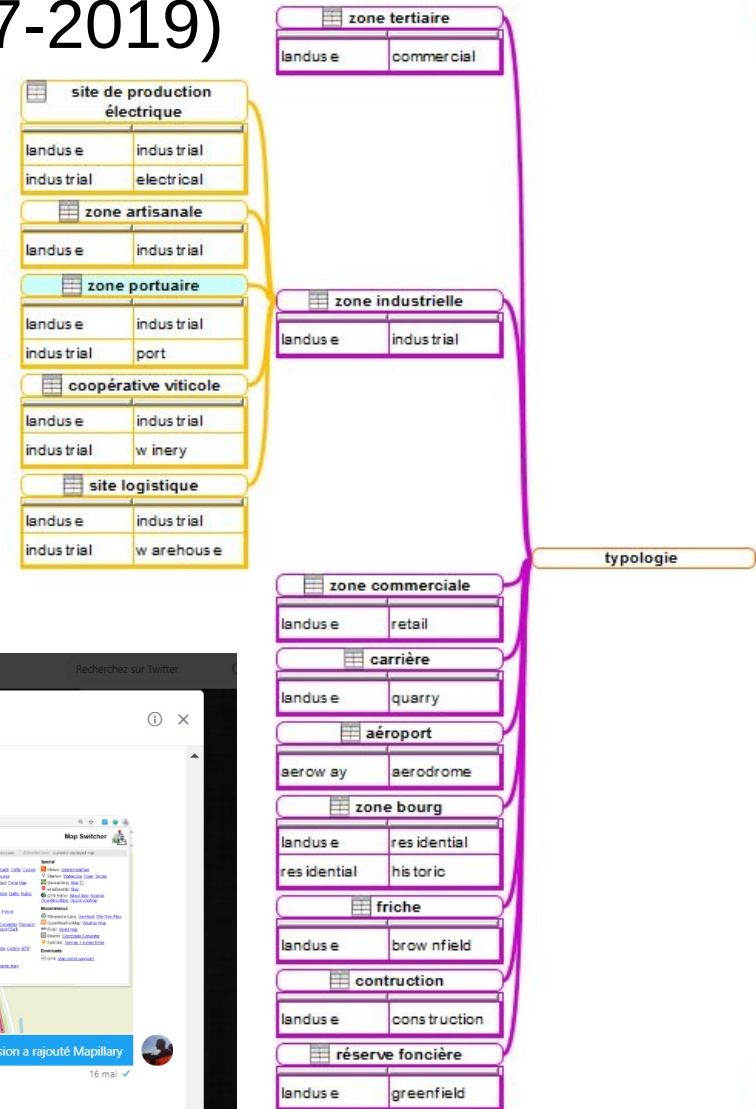 7-2019)
site de production
électrique
landuse industrial
industrial electrical
zone artisanale
landuse industrial
zone portuaire
landuse industrial
industrial port
coopérative viticole
landuse industrial
industrial winery
site logistique
landuse industrial
industrial warehouse
zone tertiaire
landuse commercial
zone industrielle
landuse industrial
zone commerciale
landuse retail
carrière
landuse quarry
aéroport
aeroway aerodrome
zone bourg
landuse residential
residential historic
friche
landuse brownfield
contruction
landuse construction
réserve foncière
landuse greenfield
typologie
Recherchez sur Twitter
Map Switcher
sion a rajouté Mapillary
16 mai